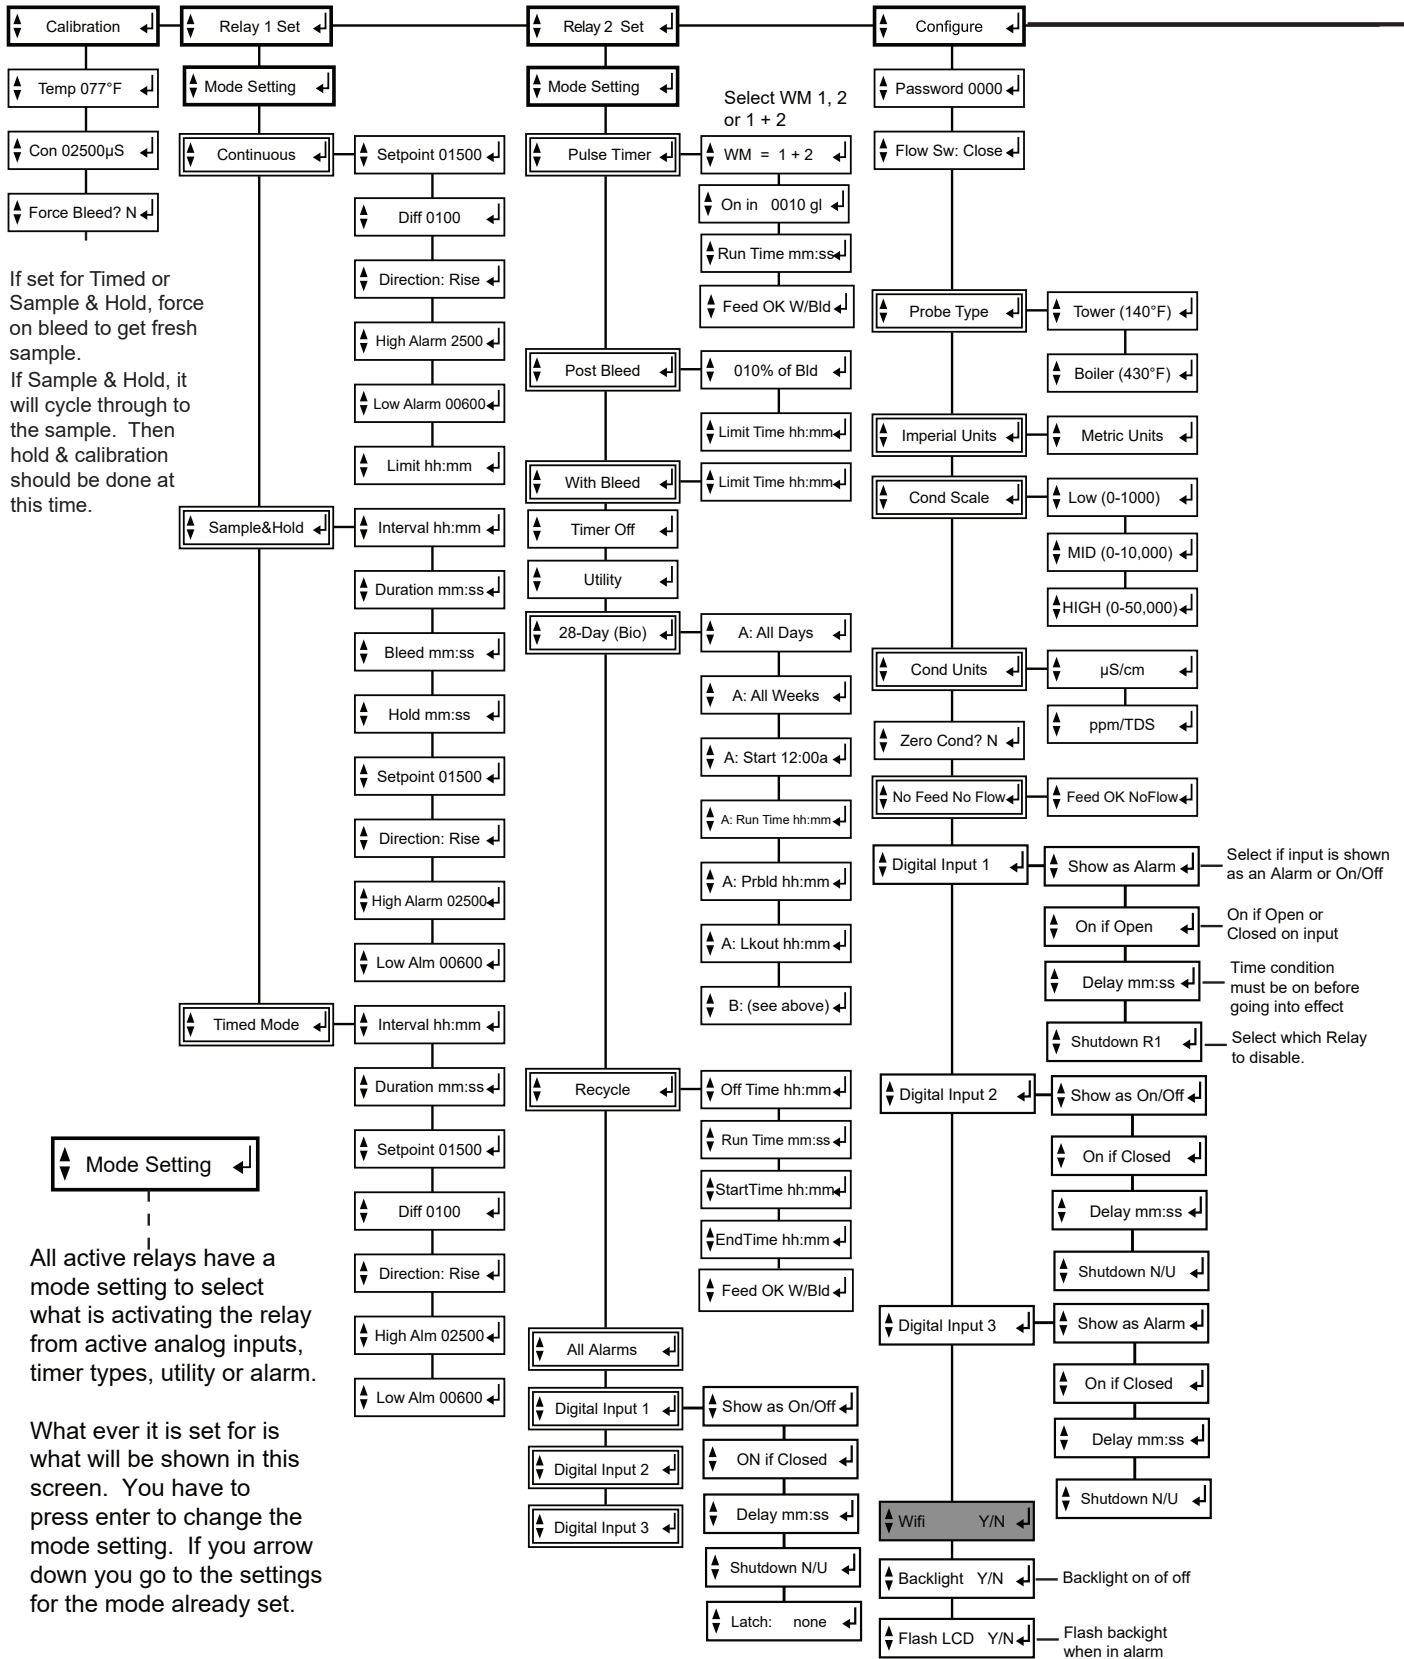 Calibration
Temp 077°F
Con 02500µS
Force Bleed? N
If set for Timed or
Sample & Hold, force
on bleed to get fresh
sample.
If Sample & Hold, it
will cycle through to
the sample. Then
hold & calibration
should be done at
this time.
Relay 1 Set
Mode Setting
Continuous
Setpoint 01500
Diff 0100
Direction: Rise
High Alarm 2500
Low Alarm 00600
Limit hh:mm
Sample&Hold
Interval hh:mm
Duration mm:ss
Bleed mm:ss
Hold mm:ss
Setpoint 01500
Direction: Rise
High Alarm 02500
Low Alm 00600
Timed Mode
Interval hh:mm
Duration mm:ss
Setpoint 01500
Diff 0100
Direction: Rise
High Alm 02500
Low Alm 00600
Mode Setting
All active relays have a
mode setting to select
what is activating the relay
from active analog inputs,
timer types, utility or alarm.
What ever it is set for is
what will be shown in this
screen. You have to
press enter to change the
mode setting. If you arrow
down you go to the settings
for the mode already set.
Relay 2 Set
Mode Setting
Select WM 1, 2
or 1 + 2
Pulse Timer
WM = 1 + 2
On in 0010 gl
Run Time mm:ss
Feed OK W/Bld
Post Bleed
010% of Bld
Limit Time hh:mm
With Bleed
Limit Time hh:mm
Timer Off
Utility
28-Day (Bio)
A: All Days
A: All Weeks
A: Start 12:00a
A: Run Time hh:mm
A: Prbld hh:mm
A: Lkout hh:mm
B: (see above)
Recycle
Off Time hh:mm
Run Time mm:ss
StartTime hh:mm
EndTime hh:mm
Feed OK W/Bld
All Alarms
Digital Input 1
Show as On/Off
ON if Closed
Delay mm:ss
Shutdown N/U
Latch: none
Digital Input 2
Digital Input 3
Configure
Password 0000
Flow Sw: Close
Probe Type
Tower (140°F)
Boiler (430°F)
Imperial Units
Metric Units
Cond Scale
Low (0-1000)
MID (0-10,000)
HIGH (0-50,000)
Cond Units
µS/cm
ppm/TDS
Zero Cond? N
No Feed No Flow
Feed OK NoFlow
Digital Input 1
Show as Alarm
Select if input is shown
as an Alarm or On/Off
On if Open
On if Open or
Closed on input
Delay mm:ss
Time condition
must be on before
going into effect
Shutdown R1
Select which Relay
to disable.
Digital Input 2
Show as On/Off
On if Closed
Delay mm:ss
Shutdown N/U
Digital Input 3
Show as Alarm
On if Closed
Delay mm:ss
Shutdown N/U
Wifi Y/N
Backlight Y/N
Backlight on of off
Flash LCD Y/N
Flash backight
when in alarm